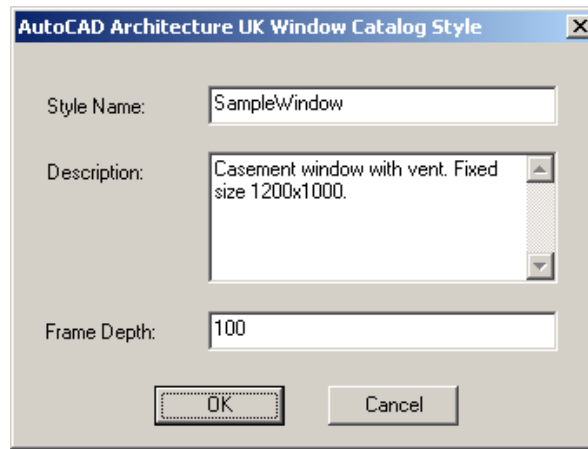 AutoCAD Architecture UK Window Catalog Style
Style Name: SampleWindow
Description: Casement window with vent. Fixed
size 1200x1000.
Frame Depth: 100
OK Cancel